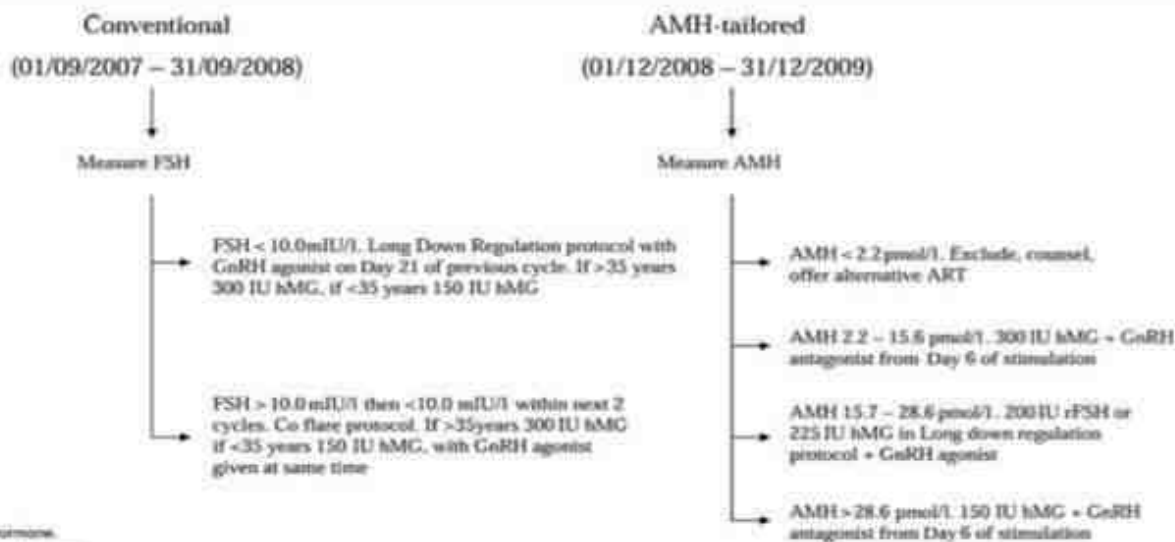 Conventional
(01/09/2007 – 31/09/2008)
Measure FSH
FSH < 10.0mIU/l. Long Down Regulation protocol with
GnRH agonist on Day 21 of previous cycle. If >35 years
300 IU hMG, if <35 years 150 IU hMG
FSH > 10.0 mIU/l then <10.0 mIU/l within next 2
cycles. Co flare protocol. If >35years 300 IU hMG
if <35 years 150 IU hMG, with GnRH agonist
given at same time
AMH-tailored
(01/12/2008 – 31/12/2009)
Measure AMH
AMH < 2.2 pmol/l. Exclude, counsel,
offer alternative ART
AMH 2.2 – 15.6 pmol/l. 300 IU hMG + GnRH
antagonist from Day 6 of stimulation
AMH 15.7 – 28.6 pmol/l. 200 IU rFSH or
225 IU hMG in Long down regulation
protocol + GnRH agonist
AMH > 28.6 pmol/l. 150 IU hMG + GnRH
antagonist from Day 6 of stimulation